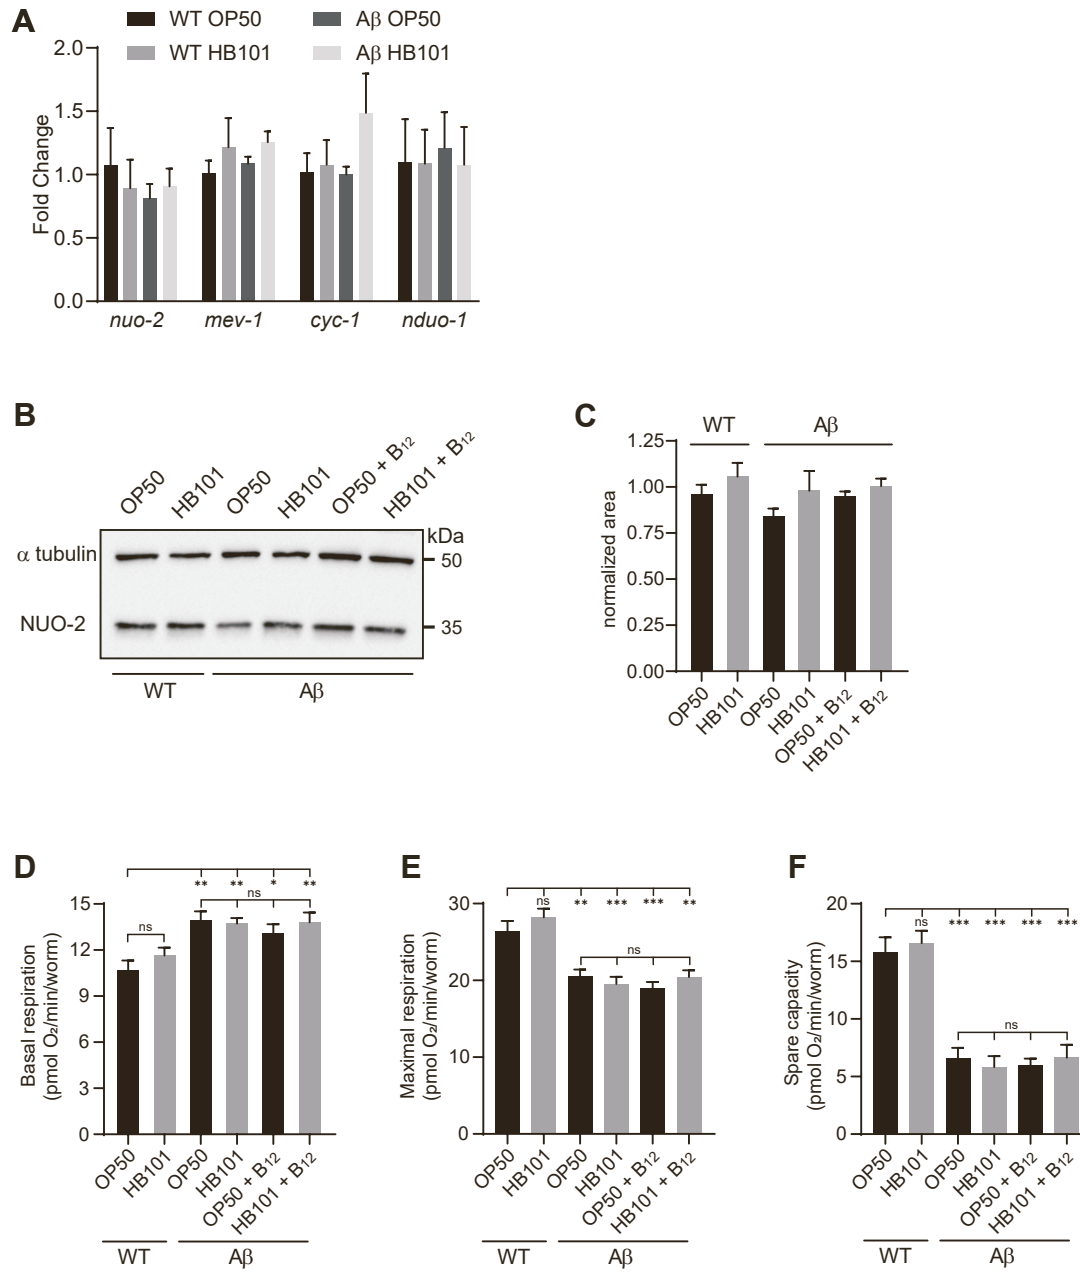 A
WT OP50
Aβ OP50
WT HB101
Aβ HB101
2.0
1.5
1.0
0.5
0.0
Fold Change
nuo-2
mev-1
cyc-1
nduo-1
B
OP50
HB101
OP50
HB101
OP50 + B₁₂
HB101 + B₁₂
kDa
α tubulin
50
NUO-2
35
WT
Aβ
C
WT
Aβ
1.25
1.00
0.75
0.50
0.25
0.00
normalized area
OP50
HB101
OP50
HB101
OP50 + B₁₂
HB101 + B₁₂
D
** ** * **
ns
ns
15
12
9
6
3
0
Basal respiration
(pmol O₂/min/worm)
OP50
HB101
OP50
HB101
OP50 + B₁₂
HB101 + B₁₂
WT
Aβ
E
ns ** *** *** **
ns
30
20
10
0
Maximal respiration
(pmol O₂/min/worm)
OP50
HB101
OP50
HB101
OP50 + B₁₂
HB101 + B₁₂
WT
Aβ
F
ns *** *** *** ***
ns
20
15
10
5
0
Spare capacity
(pmol O₂/min/worm)
OP50
HB101
OP50
HB101
OP50 + B₁₂
HB101 + B₁₂
WT
Aβ